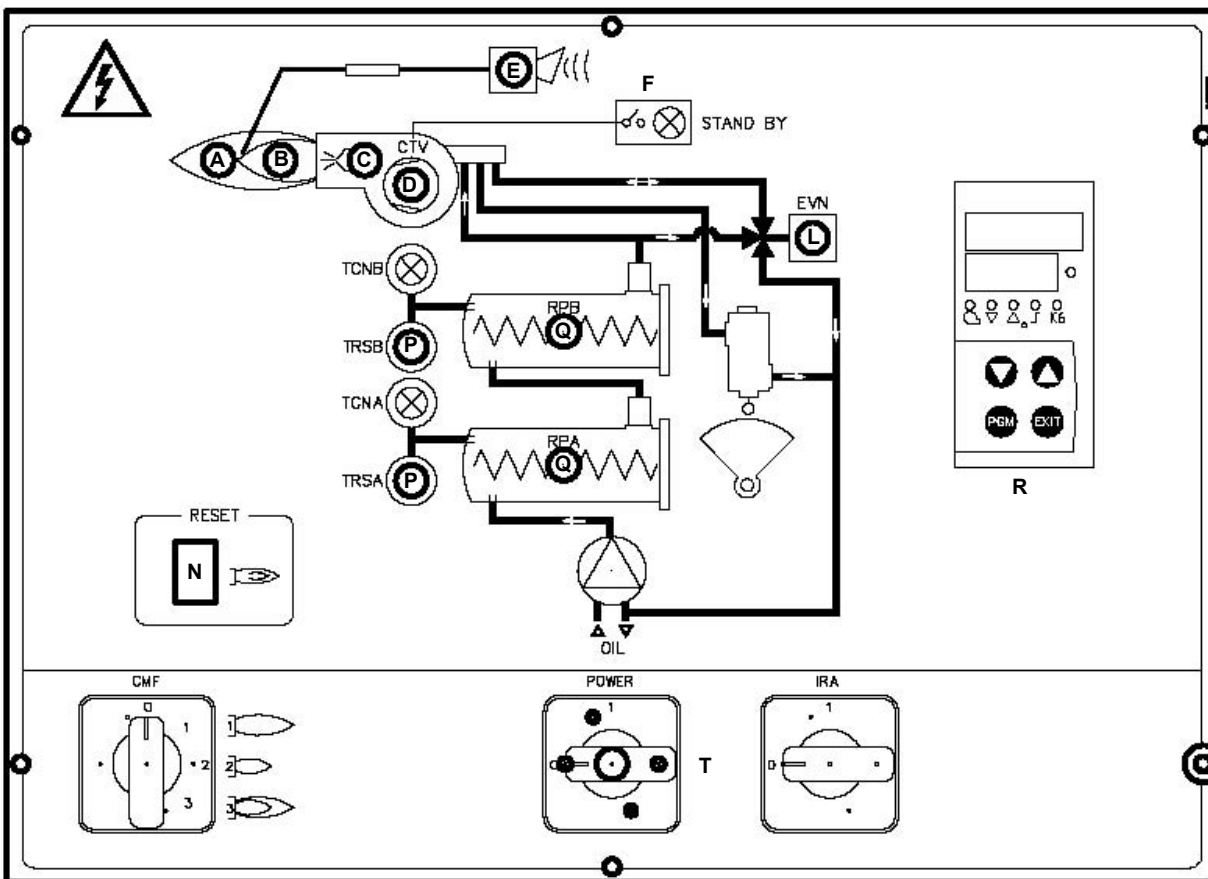 E
F
STAND BY
A B C CTV
D
EVN
L
TCNB
RPB
Q
TRSB P
TCNA
RPA
Q
TRSA P
KG
PGM EXIT
R
RESET
N
OIL
CMF POWER IRA
0 1 1
1 1
2 2 0 T 0
3 3